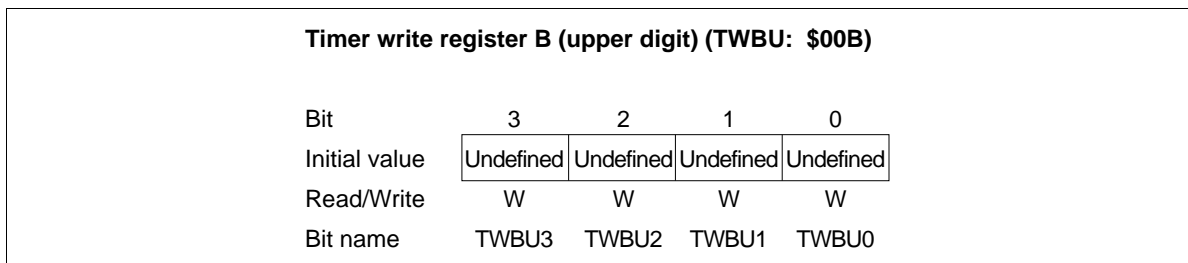 Timer write register B (upper digit) (TWBU: $00B)
Bit 3 2 1 0
Initial value Undefined Undefined Undefined Undefined
Read/Write W W W W
Bit name TWBU3 TWBU2 TWBU1 TWBU0